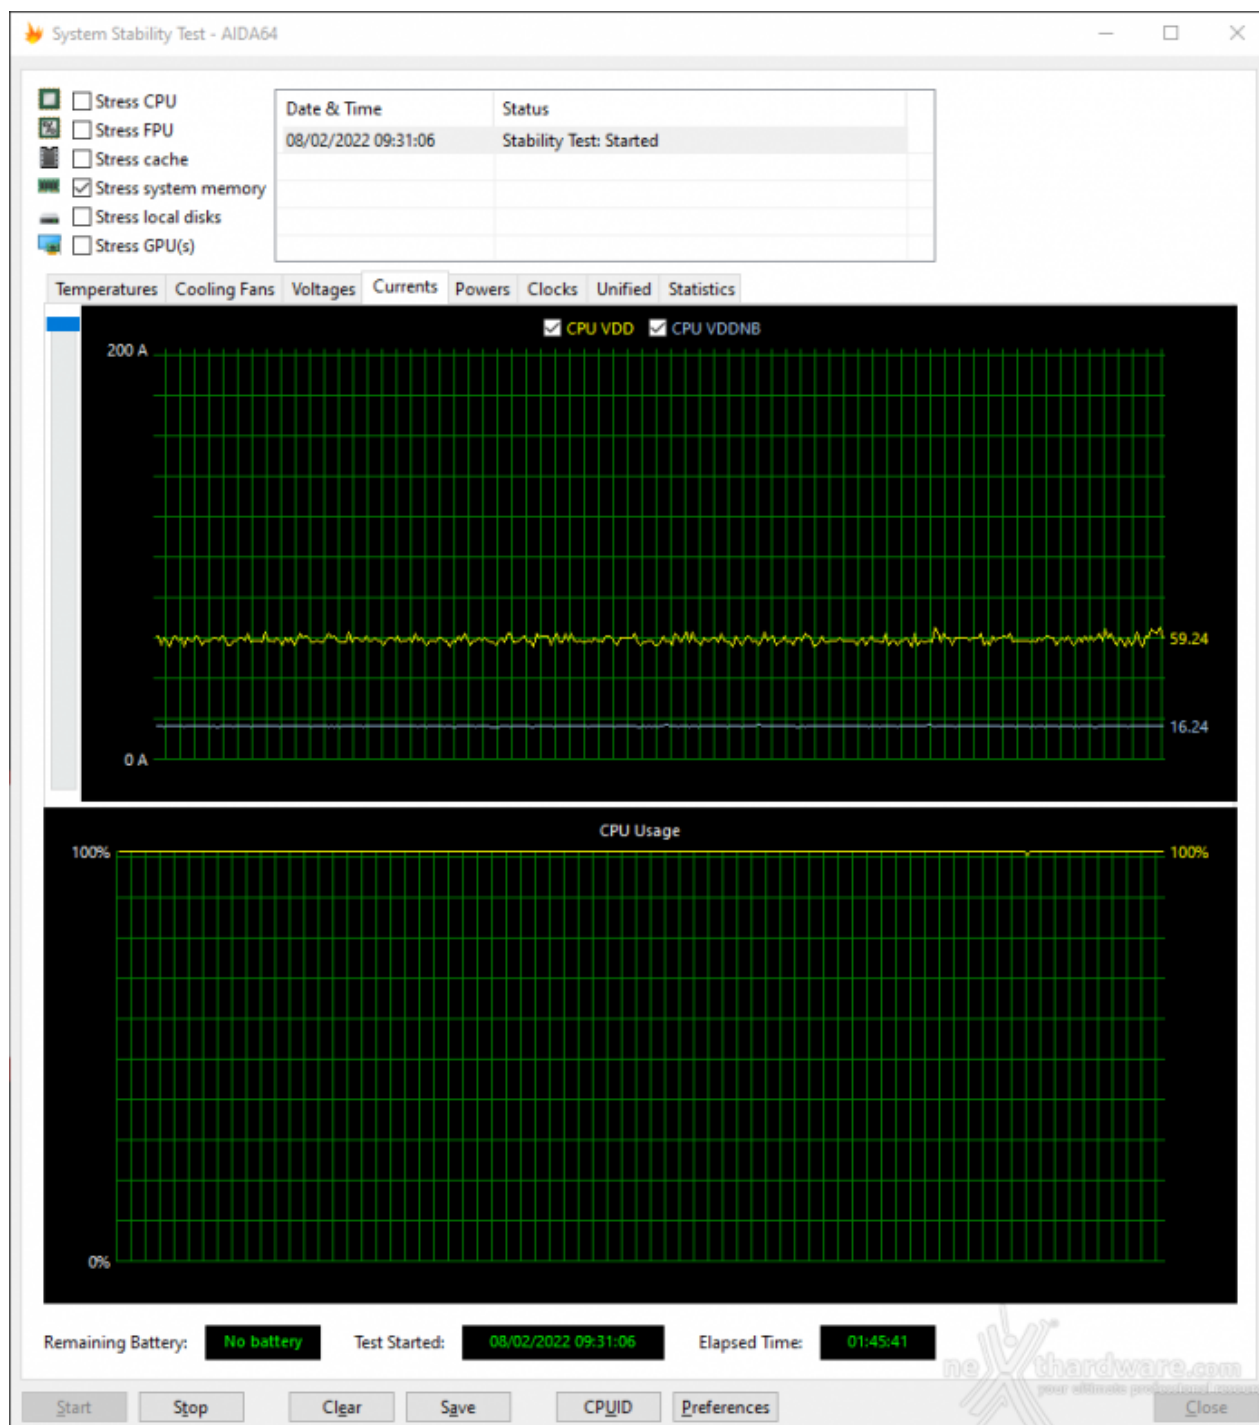 System Stability Test - AIDA64
Stress CPU
Stress FPU
Stress cache
Stress system memory
Stress local disks
Stress GPU(s)
Date & Time Status
08/02/2022 09:31:06 Stability Test: Started
Temperatures Cooling Fans Voltages Currents Powers Clocks Unified Statistics
CPU VDD CPU VDDNB
200 A
59.24
16.24
0 A
CPU Usage
100% 100%
0%
Remaining Battery: No battery Test Started: 08/02/2022 09:31:06 Elapsed Time: 01:45:41
nexthardware.com
your ultimate professional resource
Start Stop Clear Save CPUID Preferences Close